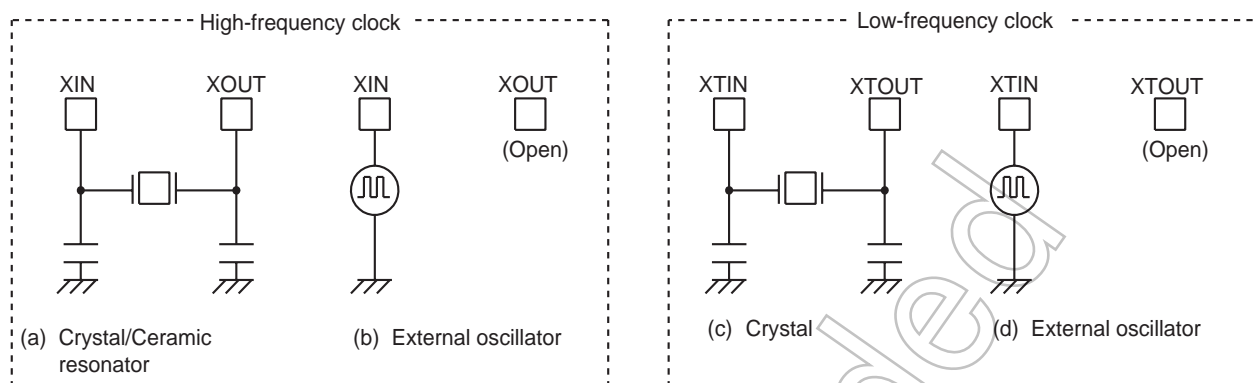 High-frequency clock
XIN XOUT XIN XOUT
(Open)
(a) Crystal/Ceramic
resonator
(b) External oscillator
Low-frequency clock
XTIN XTOUT XTIN XTOUT
(Open)
(c) Crystal
(d) External oscillator